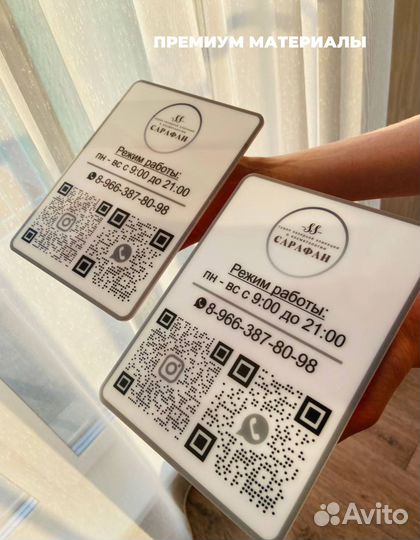 ПРЕМИУМ МАТЕРИАЛЫ
САРАФАН
Режим работы:
пн - вс с 9:00 до 21:00
8-966-387-80-98
САРАФАН
Режим работы:
пн - вс с 9:00 до 21:00
8-966-387-80-98
Avito